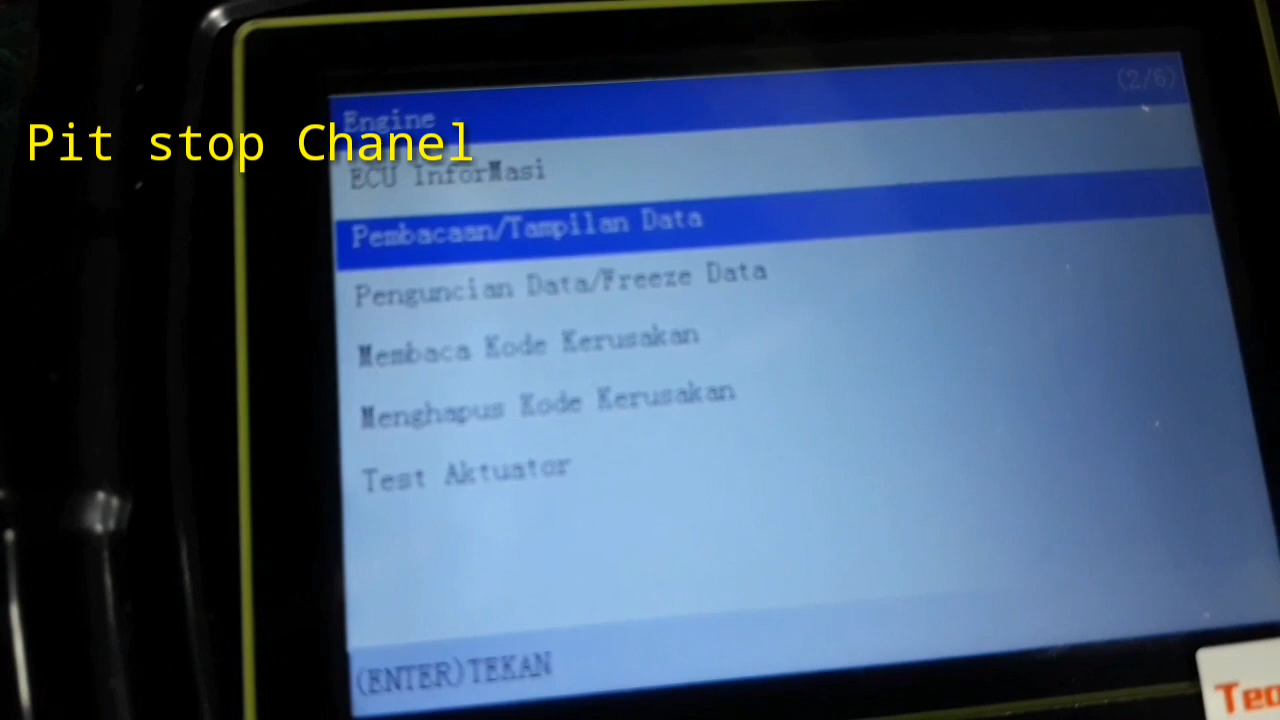 (2/6)
Engine
Pit stop Chanel
ECU InforMasi
Pembacaan/Tampilan Data
Penguncian Data/Freeze Data
Membaca Kode Kerusakan
Menghapus Kode Kerusakan
Test Aktuator
(ENTER)TEKAN